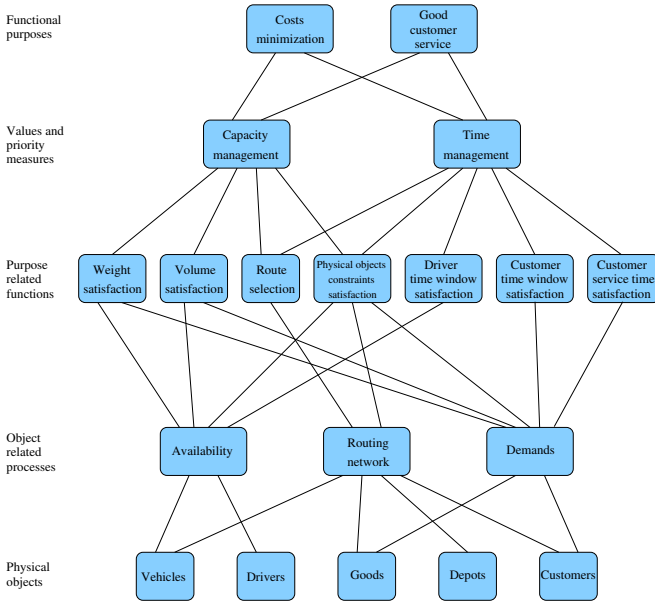 Functional
purposes
Costs
minimization
Good
customer
service
Values and
priority
measures
Capacity
management
Time
management
Purpose
related
functions
Weight
satisfaction
Volume
satisfaction
Route
selection
Physical objects
constraints
satisfaction
Driver
time window
satisfaction
Customer
time window
satisfaction
Customer
service time
satisfaction
Object
related
processes
Availability
Routing
network
Demands
Physical
objects
Vehicles
Drivers
Goods
Depots
Customers